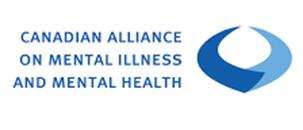 CANADIAN ALLIANCE
ON MENTAL ILLNESS
AND MENTAL HEALTH